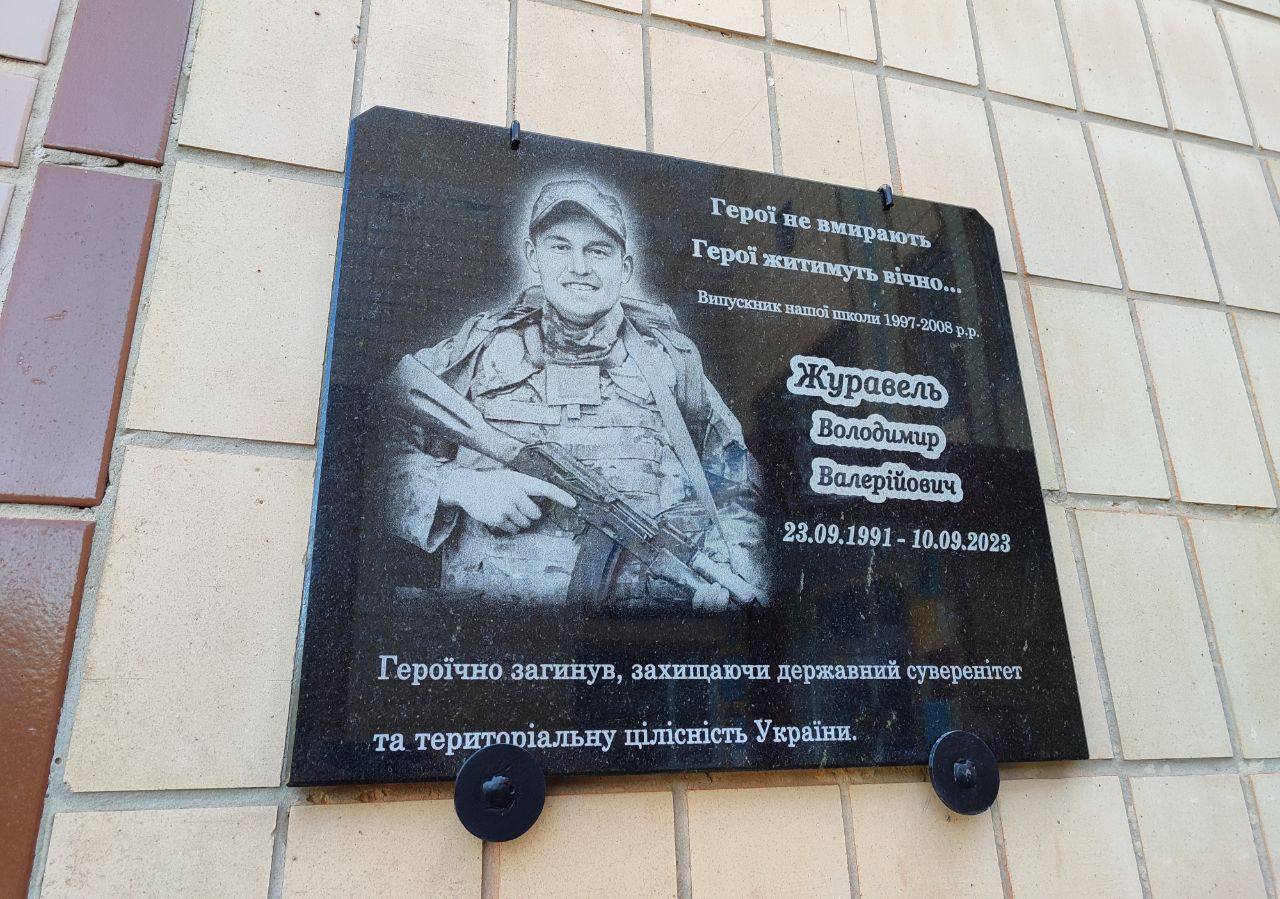 Герої не вмирають
Герої житимуть вічно...
Випускник нашої школи 1997-2008 р.р.
Журавель
Володимир
Валерійович
23.09.1991 - 10.09.2023
Героїчно загинув, захищаючи державний суверенітет
та територіальну цілісність України.